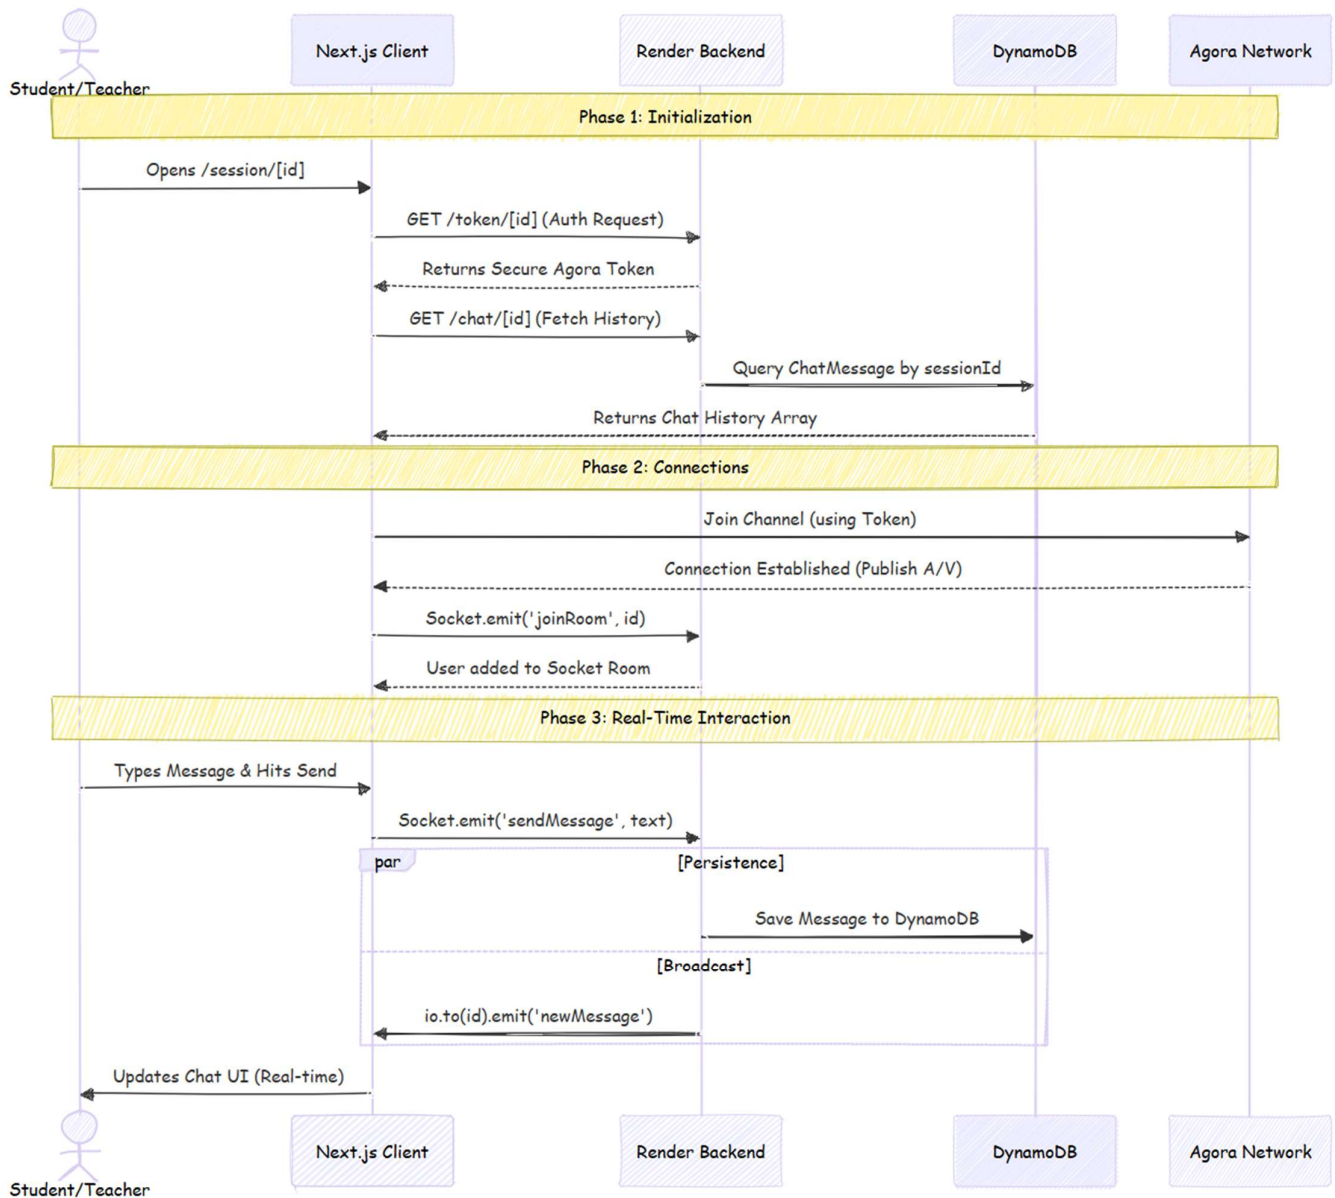 Student/Teacher
Next.js Client
Render Backend
DynamoDB
Agora Network
Phase 1: Initialization
Opens /session/[id]
GET /token/[id] (Auth Request)
Returns Secure Agora Token
GET /chat/[id] (Fetch History)
Query ChatMessage by sessionId
Returns Chat History Array
Phase 2: Connections
Join Channel (using Token)
Connection Established (Publish A/V)
Socket.emit('joinRoom', id)
User added to Socket Room
Phase 3: Real-Time Interaction
Types Message & Hits Send
Socket.emit('sendMessage', text)
par
[Persistence]
Save Message to DynamoDB
[Broadcast]
io.to(id).emit('newMessage')
Updates Chat UI (Real-time)
Student/Teacher
Next.js Client
Render Backend
DynamoDB
Agora Network